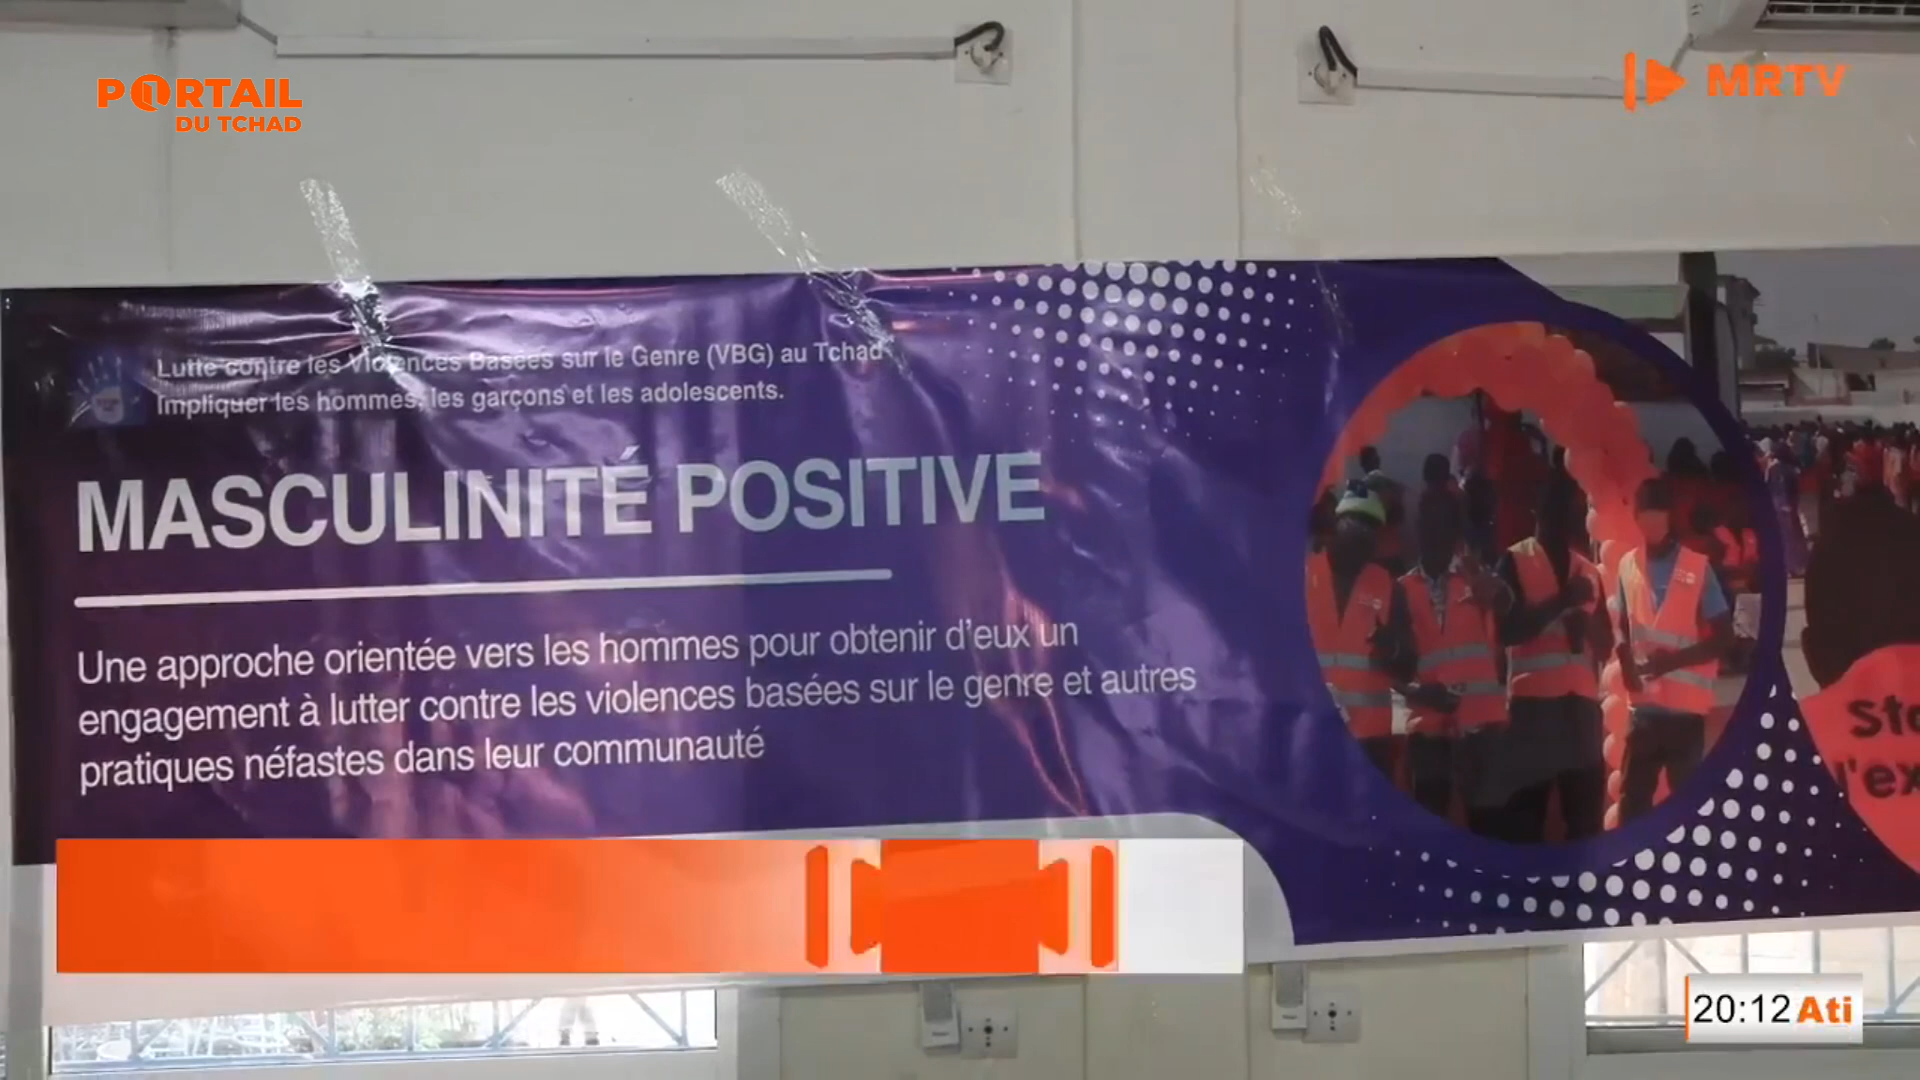 PORTAIL
DU TCHAD
MRTV
Lutte contre les Violences Basées sur le Genre (VBG) au Tchad
Impliquer les hommes, les garçons et les adolescents.
MASCULINITÉ POSITIVE
Une approche orientée vers les hommes pour obtenir d'eux un
engagement à lutter contre les violences basées sur le genre et autres
pratiques néfastes dans leur communauté
20:12 Ati